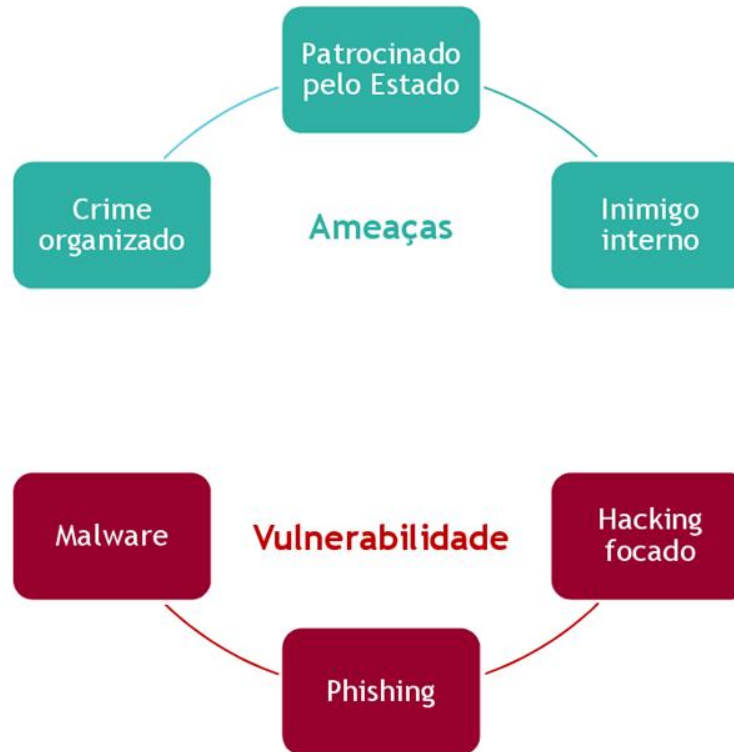 Patrocinado
pelo Estado
Crime
organizado
Ameaças
Inimigo
interno
Malware
Vulnerabilidade
Hacking
focado
Phishing